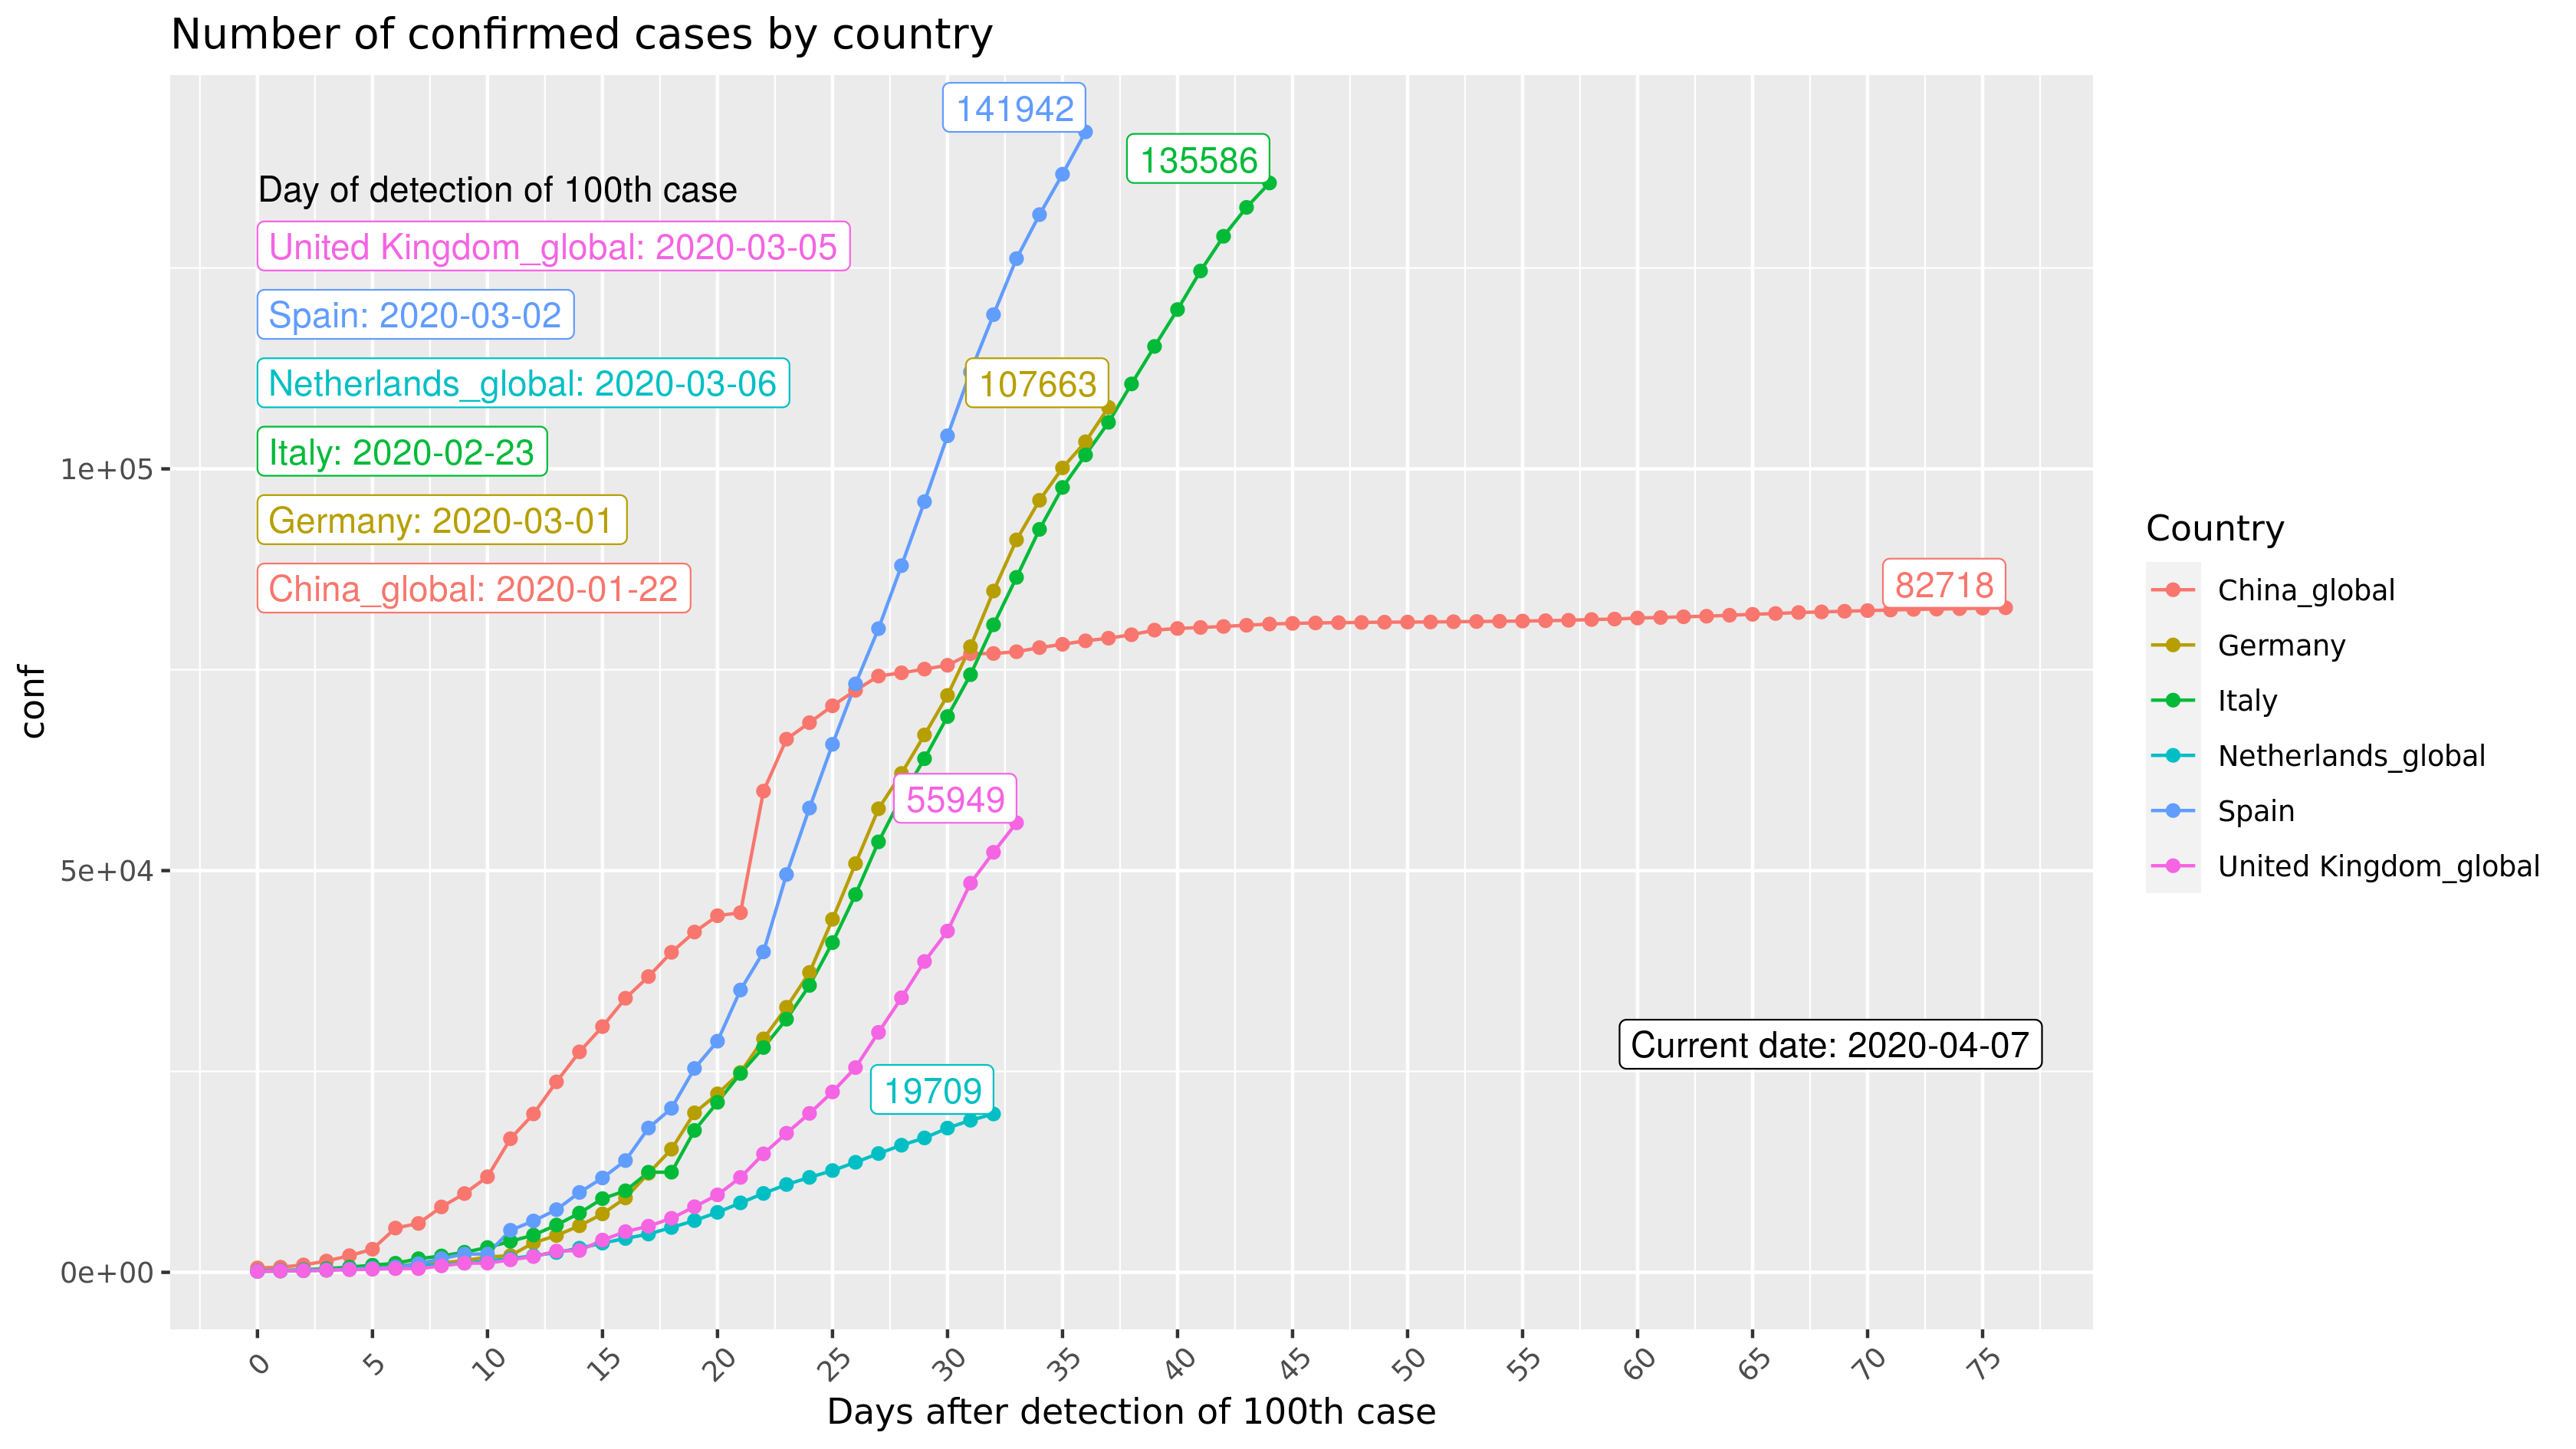 Number of confirmed cases by country
141942
135586
Day of detection of 100th case
United Kingdom_global: 2020-03-05
Spain: 2020-03-02
Netherlands_global: 2020-03-06
107663
Italy: 2020-02-23
1e+05
Germany: 2020-03-01
China_global: 2020-01-22
82718
conf
55949
5e+04
Current date: 2020-04-07
19709
0e+00
0 5 10 15 20 25 30 35 40 45 50 55 60 65 70 75
Days after detection of 100th case
Country
China_global
Germany
Italy
Netherlands_global
Spain
United Kingdom_global